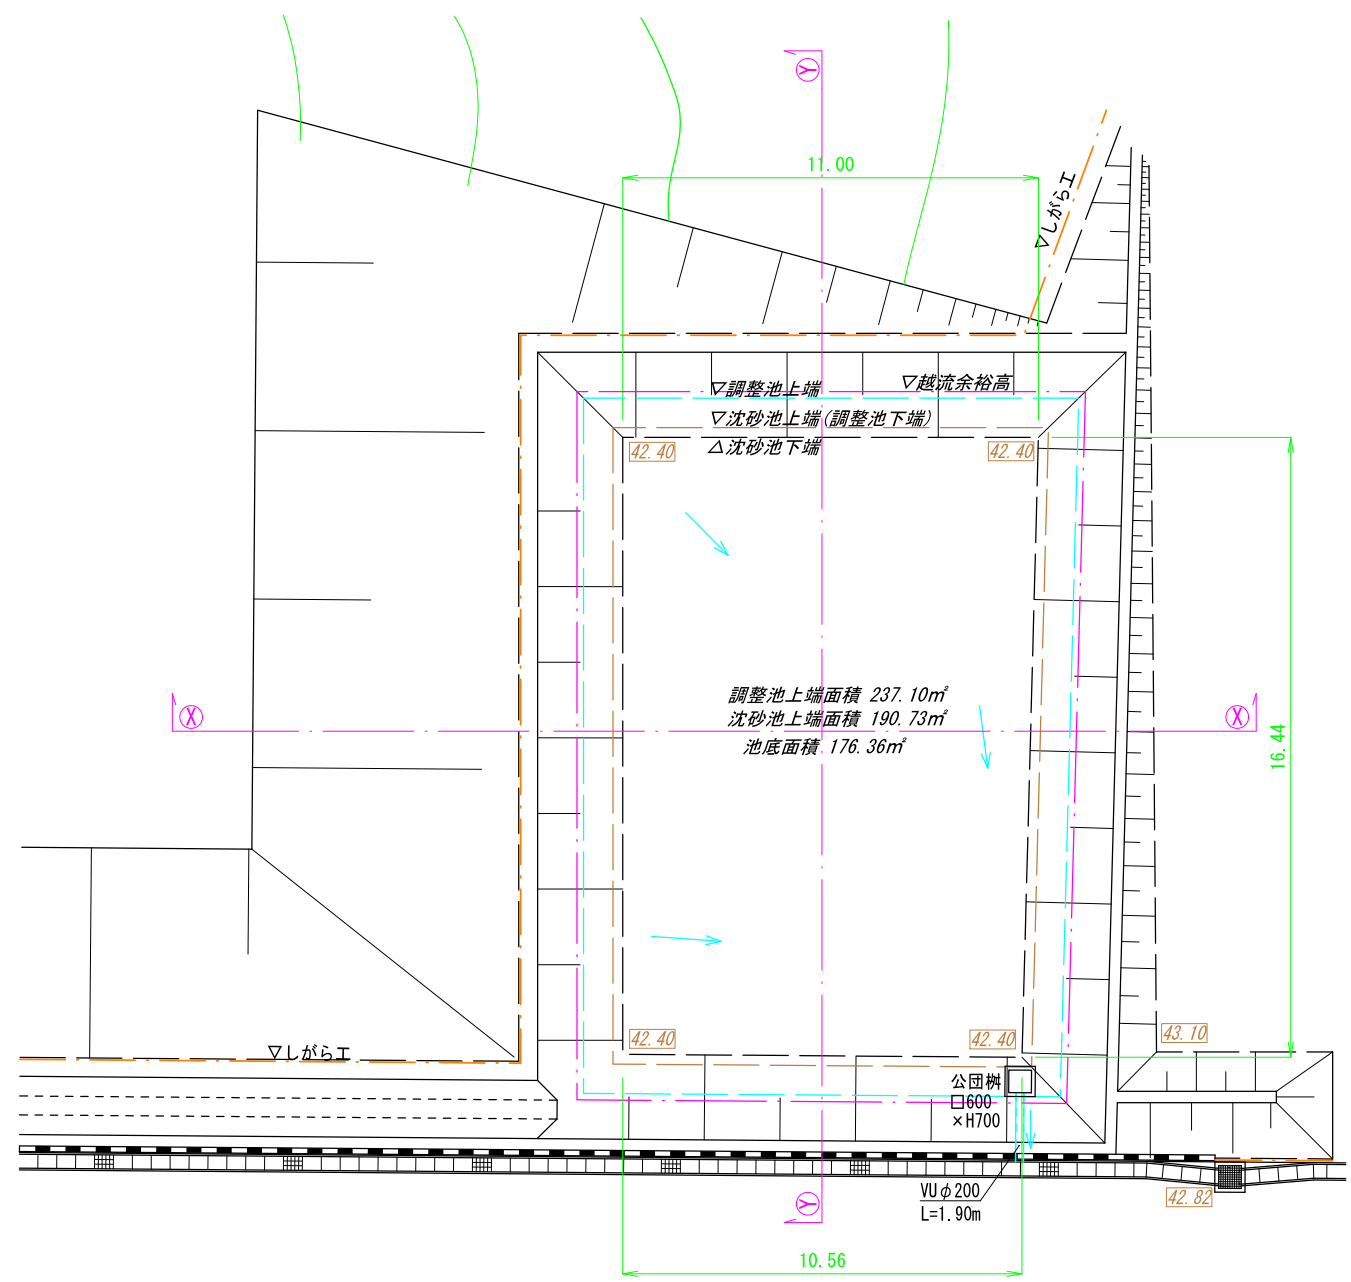 Y
11.00
▽しがら工
▽調整池上端
▽越流余裕高
▽沈砂池上端(調整池下端)
△沈砂池下端
42.40
42.40
調整池上端面積 237.10㎡
沈砂池上端面積 190.73㎡
池底面積 176.36㎡
X
X
16.44
42.40
42.40
43.10
▽しがら工
公団桝
□600
×H700
VUφ200
L=1.90m
42.82
Y
10.56